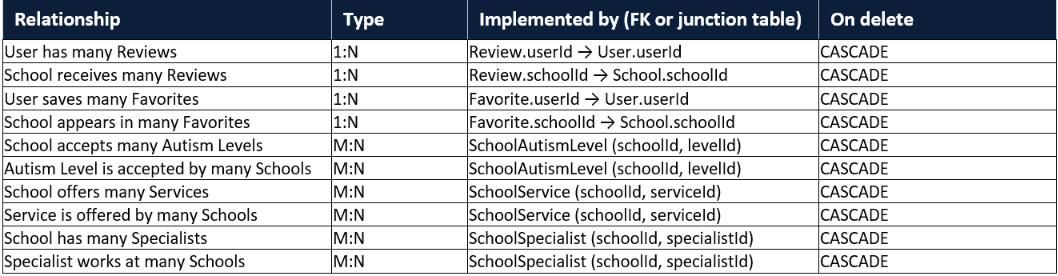 Relationship Type Implemented by (FK or junction table) On delete
User has many Reviews 1:N Review.userId → User.userId CASCADE
School receives many Reviews 1:N Review.schoolId → School.schoolId CASCADE
User saves many Favorites 1:N Favorite.userId → User.userId CASCADE
School appears in many Favorites 1:N Favorite.schoolId → School.schoolId CASCADE
School accepts many Autism Levels M:N SchoolAutismLevel (schoolId, levelId) CASCADE
Autism Level is accepted by many Schools M:N SchoolAutismLevel (schoolId, levelId) CASCADE
School offers many Services M:N SchoolService (schoolId, serviceId) CASCADE
Service is offered by many Schools M:N SchoolService (schoolId, serviceId) CASCADE
School has many Specialists M:N SchoolSpecialist (schoolId, specialistId) CASCADE
Specialist works at many Schools M:N SchoolSpecialist (schoolId, specialistId) CASCADE